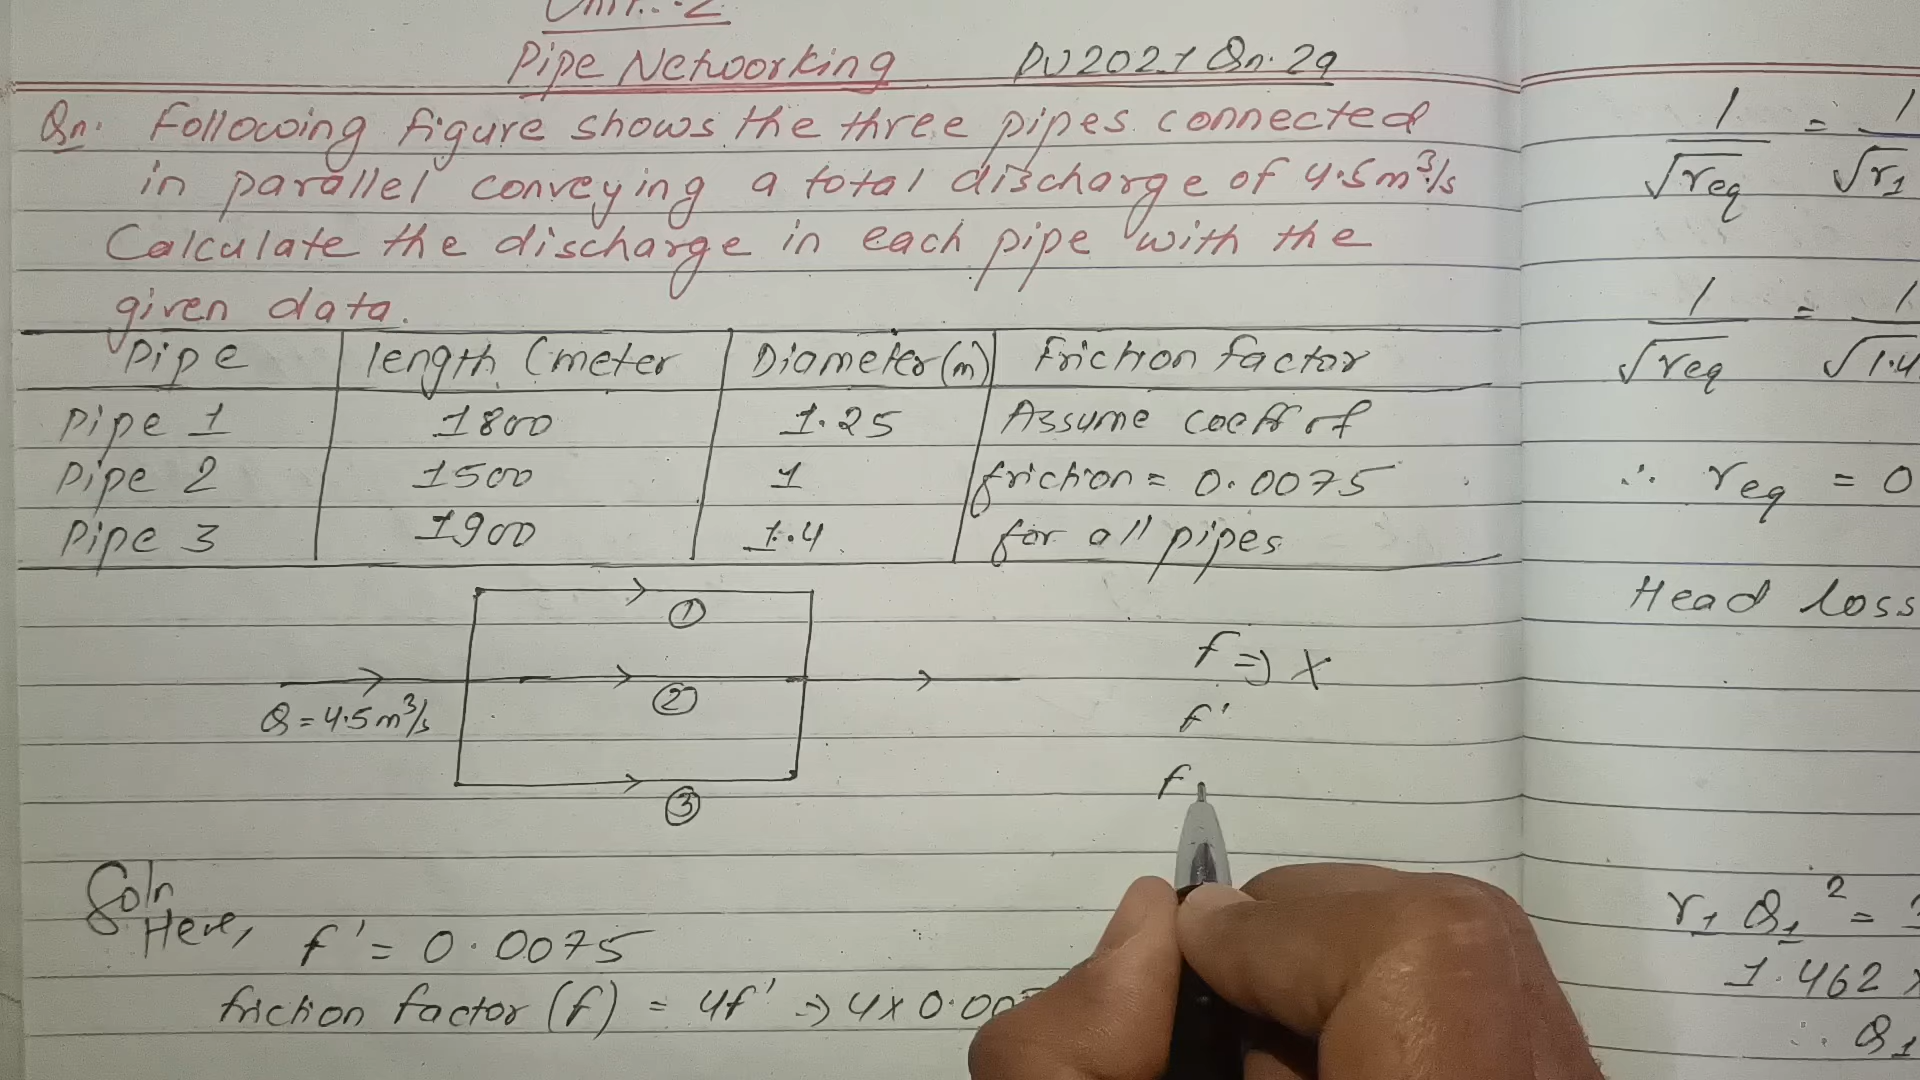 Unit:-2
Pipe Networking PU 2021 Qn. 2a
Qn. Following figure shows the three pipes connected
in parallel conveying a total discharge of 4.5 m³/s
Calculate the discharge in each pipe with the
given data.
Pipe length (meter Diameter (m) Friction factor
Pipe 1 1800 1.25 Assume coeff of
Pipe 2 1500 1 friction = 0.0075
Pipe 3 1900 1.4 for all pipes
①
f => X
Q = 4.5 m³/s ② f'
③ f
Soln
Here, f' = 0.0075
friction factor (f) = 4f' => 4 x 0.00
1/√req = 1/√r1
1/√req = 1/√1.4
∴ req = 0
Head loss
r1 Q1² =
1.462 x
∴ Q1